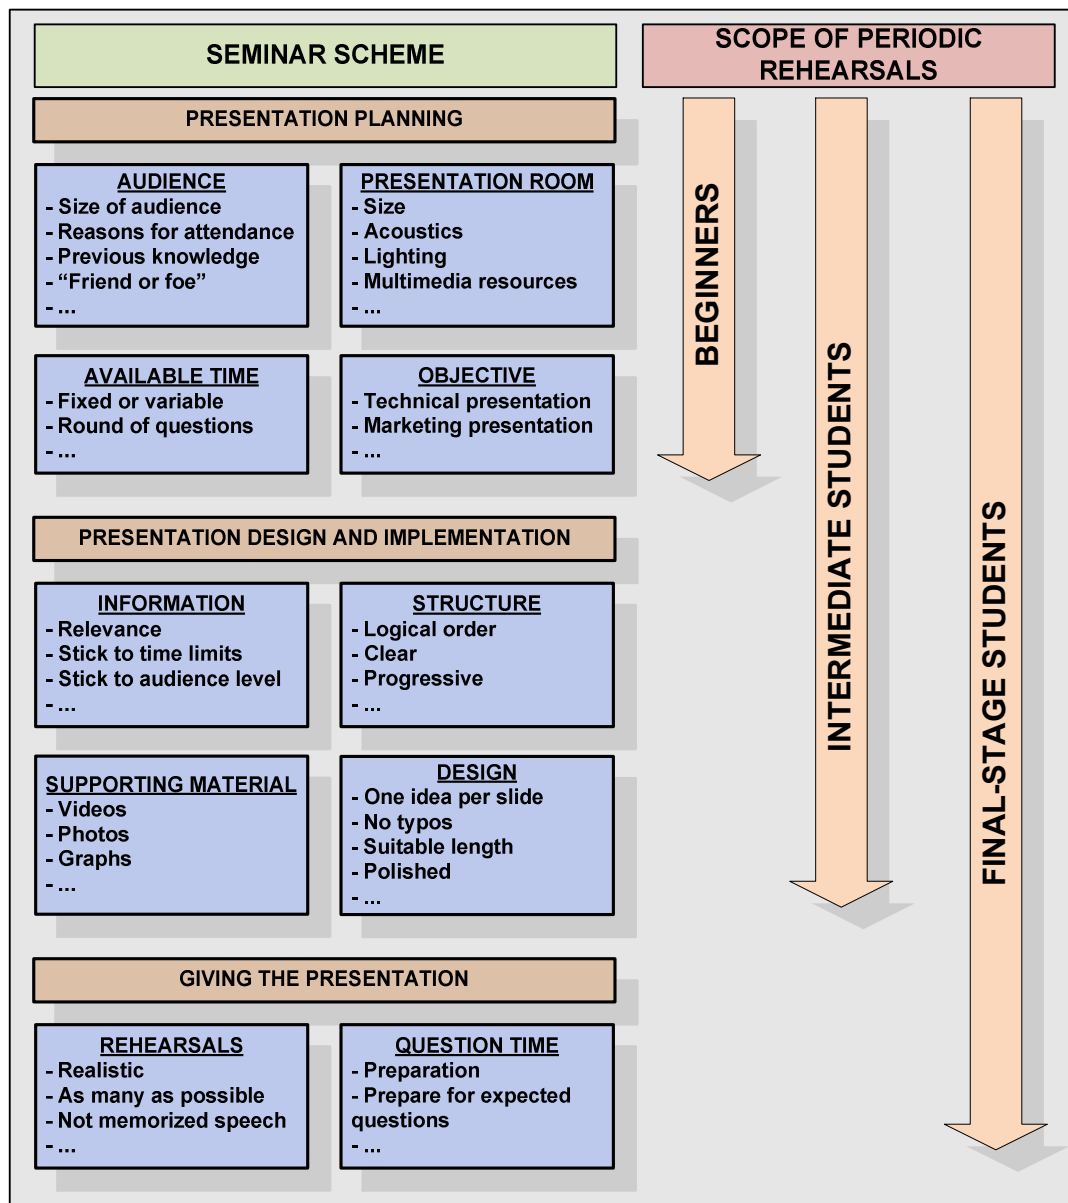 SEMINAR SCHEME
SCOPE OF PERIODIC
REHEARSALS
PRESENTATION PLANNING
AUDIENCE
- Size of audience
- Reasons for attendance
- Previous knowledge
- “Friend or foe”
- ...
PRESENTATION ROOM
- Size
- Acoustics
- Lighting
- Multimedia resources
- ...
AVAILABLE TIME
- Fixed or variable
- Round of questions
- ...
OBJECTIVE
- Technical presentation
- Marketing presentation
- ...
PRESENTATION DESIGN AND IMPLEMENTATION
INFORMATION
- Relevance
- Stick to time limits
- Stick to audience level
- ...
STRUCTURE
- Logical order
- Clear
- Progressive
- ...
SUPPORTING MATERIAL
- Videos
- Photos
- Graphs
- ...
DESIGN
- One idea per slide
- No typos
- Suitable length
- Polished
- ...
GIVING THE PRESENTATION
REHEARSALS
- Realistic
- As many as possible
- Not memorized speech
- ...
QUESTION TIME
- Preparation
- Prepare for expected
questions
- ...
BEGINNERS
INTERMEDIATE STUDENTS
FINAL-STAGE STUDENTS